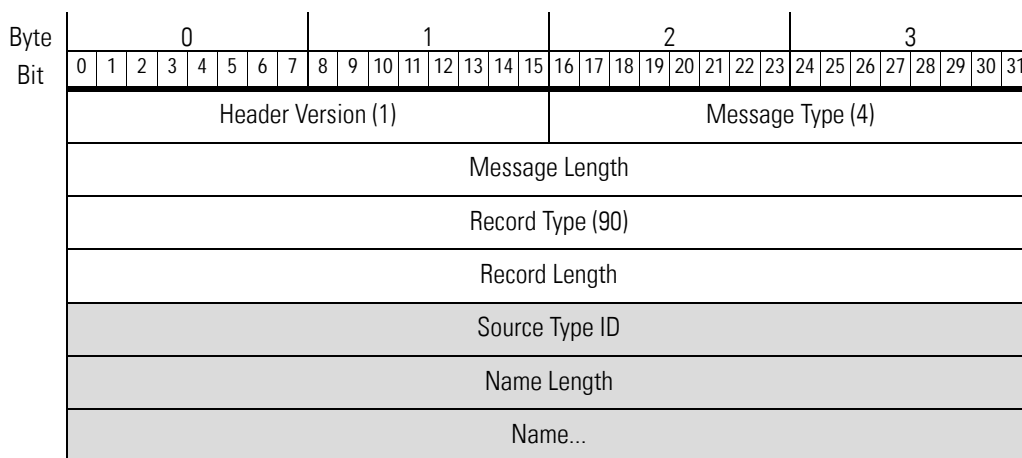 Byte 0 1 2 3
Bit 0 1 2 3 4 5 6 7 8 9 10 11 12 13 14 15 16 17 18 19 20 21 22 23 24 25 26 27 28 29 30 31
Header Version (1) Message Type (4)
Message Length
Record Type (90)
Record Length
Source Type ID
Name Length
Name...